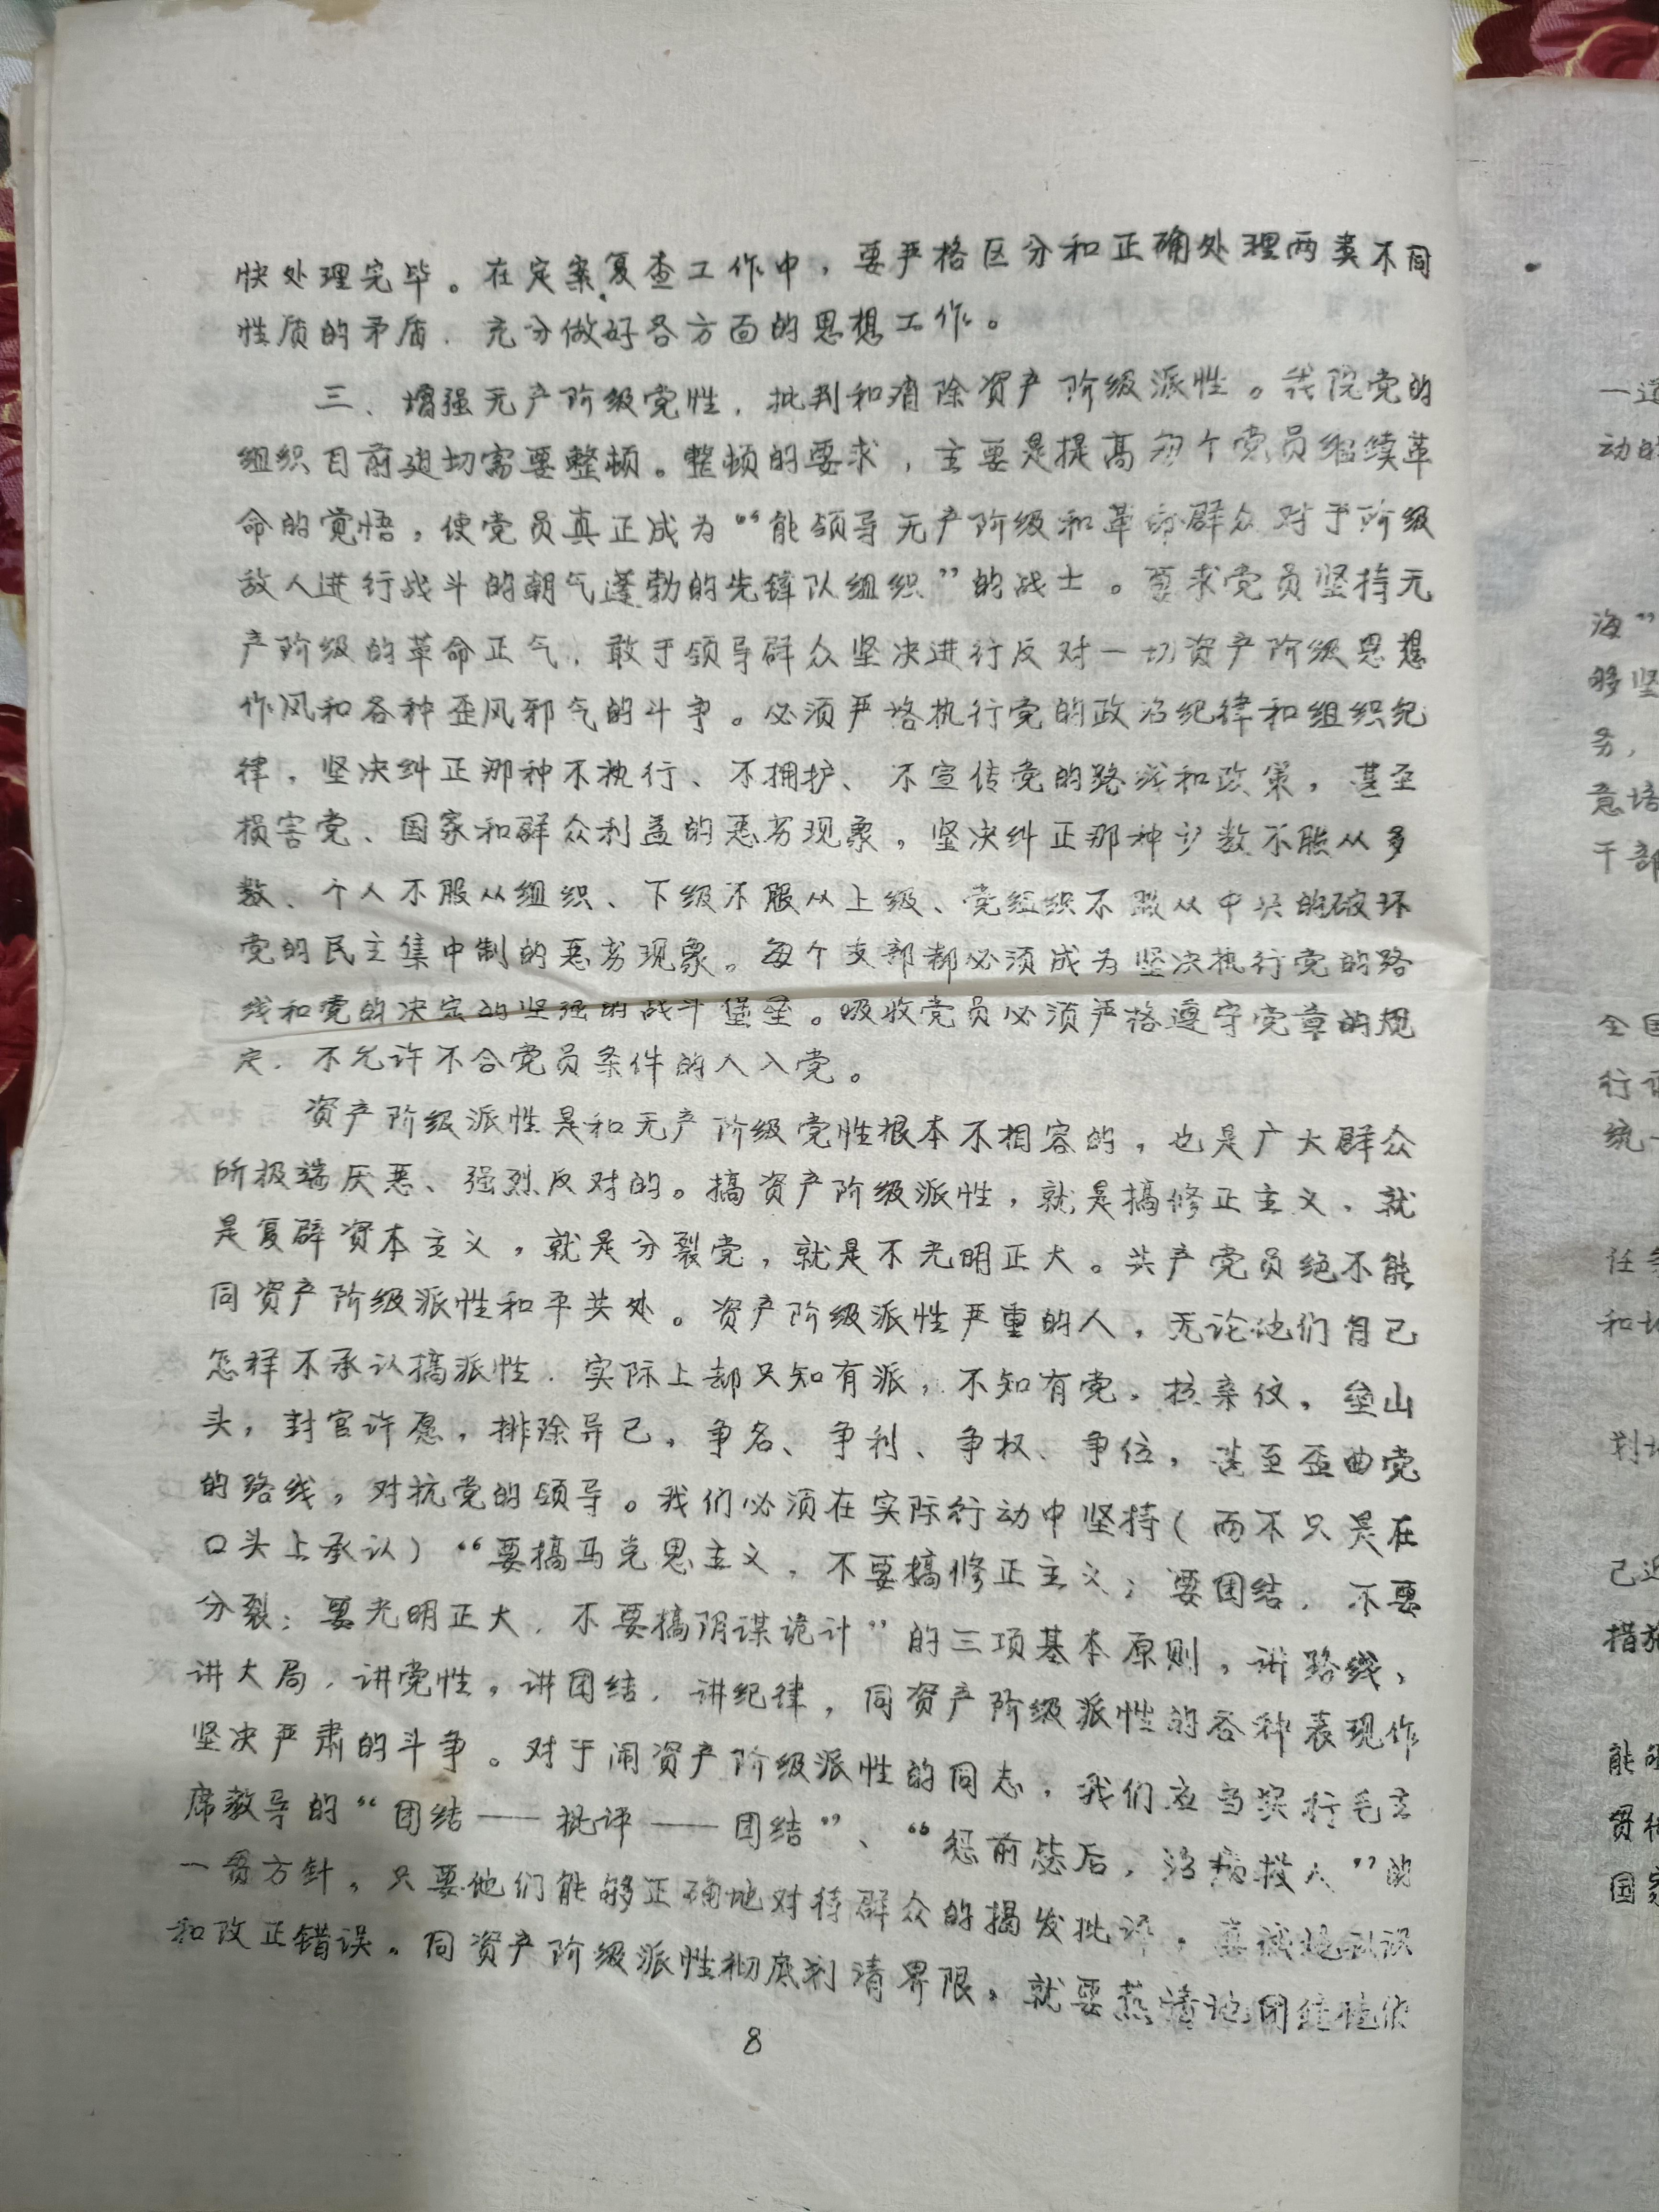 快处理完毕。在定案复查工作中，要严格区分和正确处理两类不同
性质的矛盾，充分做好各方面的思想工作。
三、增强无产阶级党性，批判和消除资产阶级派性。我院党的
组织目前迫切需要整顿。整顿的要求，主要是提高每个党员继续革
命的觉悟，使党员真正成为“能领导无产阶级和革命群众对于阶级
敌人进行战斗的朝气蓬勃的先锋队组织”的战士。要求党员坚持无
产阶级的革命正气，敢于领导群众坚决进行反对一切资产阶级思想
作风和各种歪风邪气的斗争。必须严格执行党的政治纪律和组织纪
律，坚决纠正那种不执行、不拥护、不宣传党的路线和政策，甚至
损害党、国家和群众利益的恶劣现象，坚决纠正那种少数不服从多
数、个人不服从组织、下级不服从上级、党组织不服从中央的破坏
党的民主集中制的恶劣现象。每个支部都必须成为坚决执行党的路
线和党的决定的坚强的战斗堡垒。吸收党员必须严格遵守党章的规
定，不允许不合党员条件的人入党。
资产阶级派性是和无产阶级党性根本不相容的，也是广大群众
所极端厌恶、强烈反对的。搞资产阶级派性，就是搞修正主义，就
是复辟资本主义，就是分裂党，就是不光明正大。共产党员绝不能
同资产阶级派性和平共处。资产阶级派性严重的人，无论他们自己
怎样不承认搞派性，实际上却只知有派，不知有党，拉亲伩，垒山
头，封官许愿，排除异己，争名、争利、争权、争位，甚至歪曲党
的路线，对抗党的领导。我们必须在实际行动中坚持（而不只是在
口头上承认）“要搞马克思主义，不要搞修正主义；要团结，不要
分裂；要光明正大，不要搞阴谋诡计”的三项基本原则，讲路线，
讲大局，讲党性，讲团结，讲纪律，同资产阶级派性的各种表现作
坚决严肃的斗争。对于闹资产阶级派性的同志，我们应当实行毛主
席教导的“团结——批评——团结”、“惩前毖后，治病救人”的
一贯方针。只要他们能够正确地对待群众的揭发批评，真诚地认识
和改正错误，同资产阶级派性彻底划清界限，就要热情地团结他们
8
一
动的
海”
够坚
务，
意培
干部
全国
行
统一
任务
和
划
己近
措施
能够
贯彻
国家